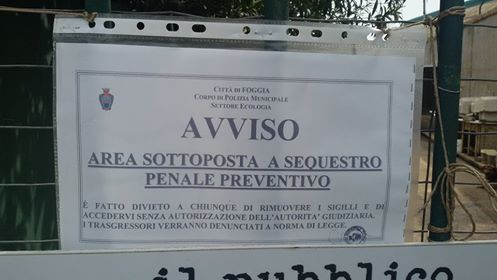 CITTÀ DI FOGGIA
CORPO DI POLIZIA MUNICIPALE
SETTORE ECOLOGIA
AVVISO
AREA SOTTOPOSTA A SEQUESTRO
PENALE PREVENTIVO
È FATTO DIVIETO A CHIUNQUE DI RIMUOVERE I SIGILLI E DI
ACCEDERVI SENZA AUTORIZZAZIONE DELL'AUTORITA' GIUDIZIARIA.
I TRASGRESSORI VERRANNO DENUNCIATI A NORMA DI LEGGE.
il pubblico